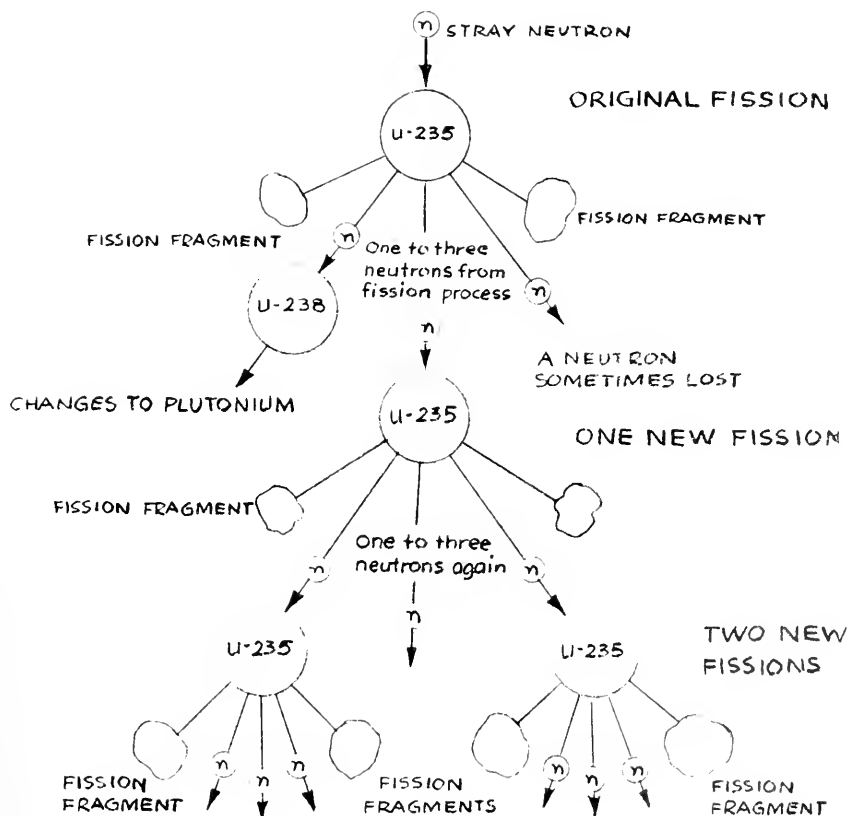 n STRAY NEUTRON
ORIGINAL FISSION
U-235
FISSION FRAGMENT
FISSION FRAGMENT
n
One to three
neutrons from
fission process
n
n
U-238
A NEUTRON
SOMETIMES LOST
CHANGES TO PLUTONIUM
U-235
ONE NEW FISSION
FISSION FRAGMENT
One to three
neutrons again
n
n
n
U-235
U-235
TWO NEW
FISSIONS
n
n
n
n
n
n
FISSION
FRAGMENT
FISSION
FRAGMENTS
FISSION
FRAGMENT